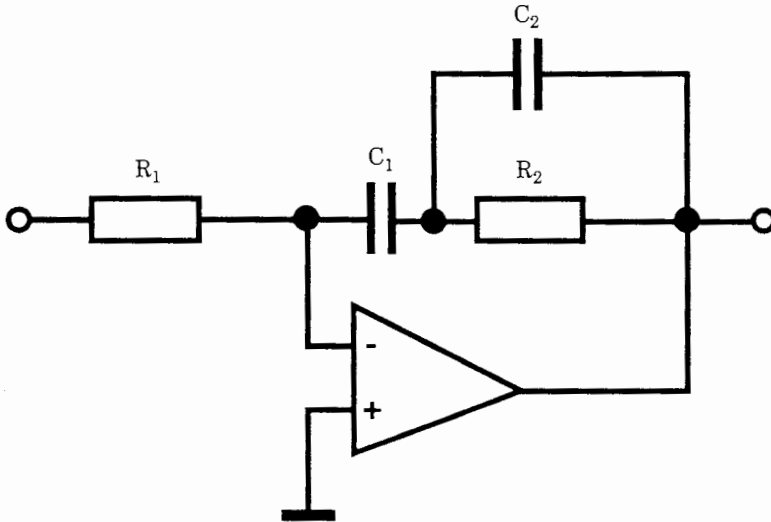 C₂
R₁
C₁
R₂
-
+